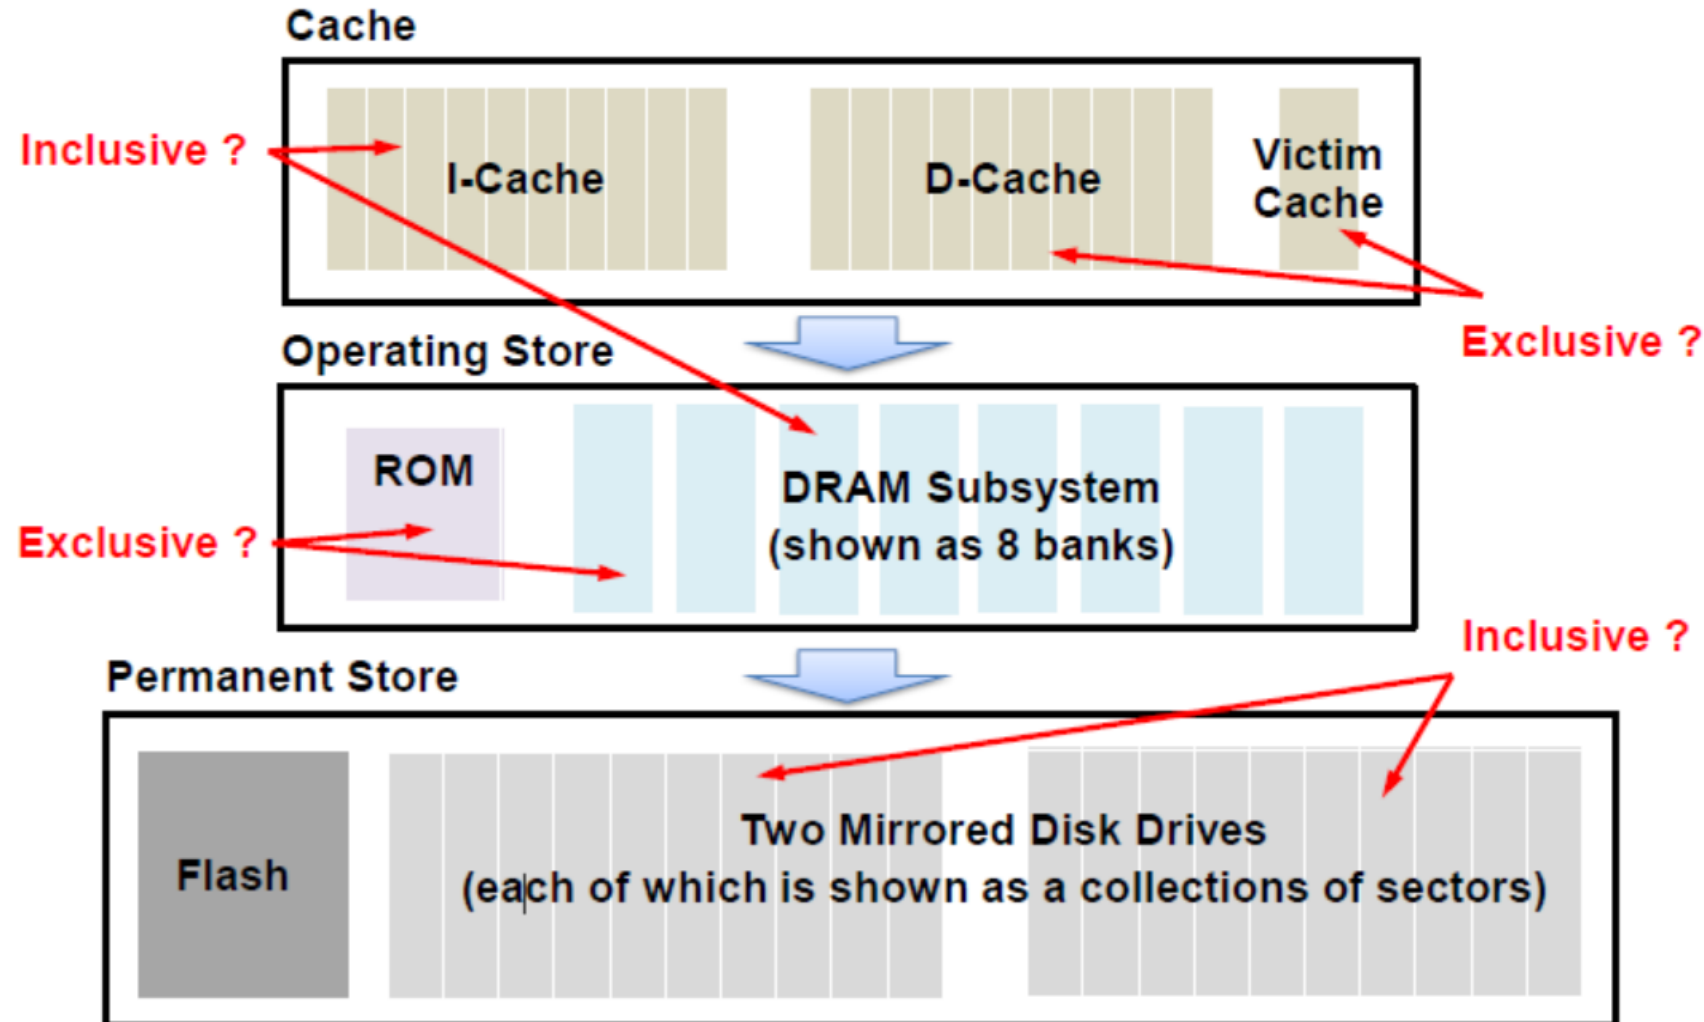 Cache
Inclusive ?
I-Cache
D-Cache
Victim
Cache
Exclusive ?
Operating Store
ROM
DRAM Subsystem
(shown as 8 banks)
Exclusive ?
Inclusive ?
Permanent Store
Flash
Two Mirrored Disk Drives
(each of which is shown as a collections of sectors)